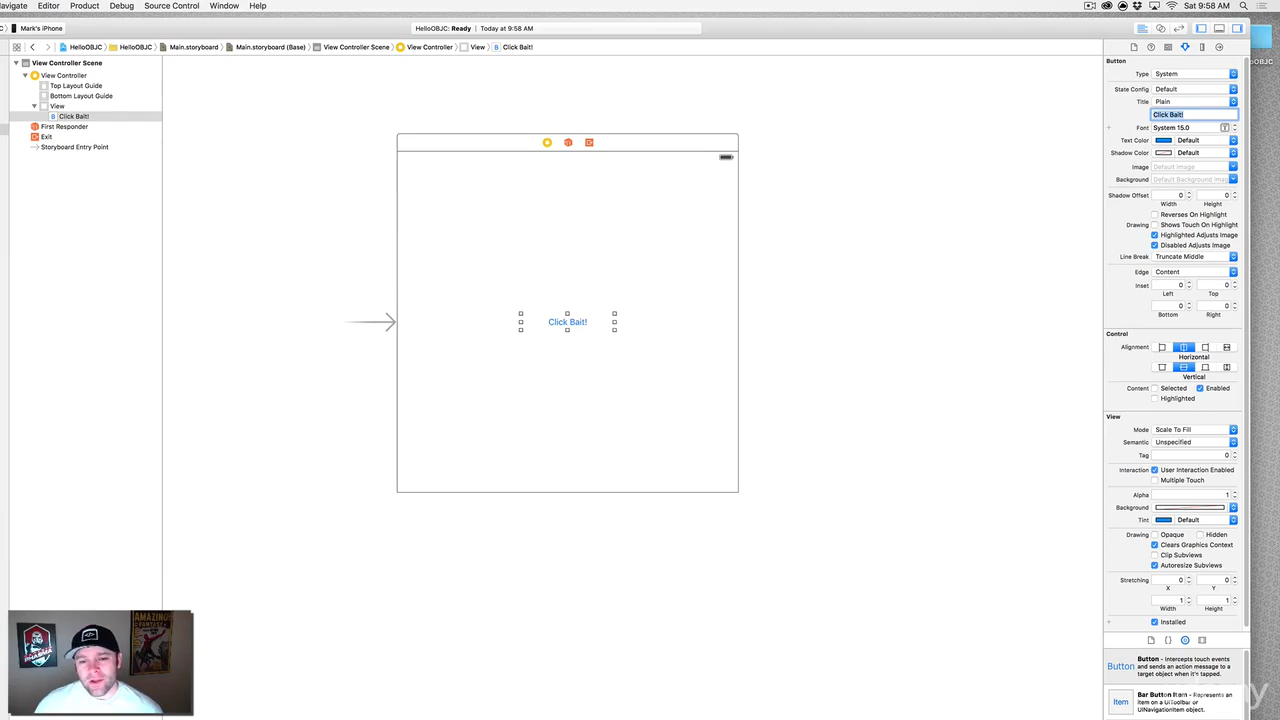 Navigate Editor Product Debug Source Control Window Help
Sat 9:58 AM
Mark's iPhone
HelloOBJC: Ready | Today at 9:58 AM
HelloOBJC HelloOBJC Main.storyboard Main.storyboard (Base) View Controller Scene View Controller View B Click Bait!
View Controller Scene
View Controller
Top Layout Guide
Bottom Layout Guide
View
B Click Bait!
First Responder
Exit
Storyboard Entry Point
Click Bait!
Button
Type System
State Config Default
Title Plain
Click Bait!
Font System 15.0
Text Color Default
Shadow Color Default
Image Default Image
Background Default Background Imag
Shadow Offset 0 0
Width Height
Reverses On Highlight
Drawing Shows Touch On Highlight
Highlighted Adjusts Image
Disabled Adjusts Image
Line Break Truncate Middle
Edge Content
Inset 0 0
Left Top
0 0
Bottom Right
Control
Alignment
Horizontal
Vertical
Content Selected Enabled
Highlighted
View
Mode Scale To Fill
Semantic Unspecified
Tag 0
Interaction User Interaction Enabled
Multiple Touch
Alpha 1
Background
Tint Default
Drawing Opaque Hidden
Clears Graphics Context
Clip Subviews
Autoresize Subviews
Stretching 0 0
X Y
1 1
Width Height
Installed
Button
Button - Intercepts touch events
and sends an action message to a
target object when it's tapped.
Item
Bar Button Item - Represents an
item on a UIToolbar or
UINavigationItem object.
AMAZING
FANTASY